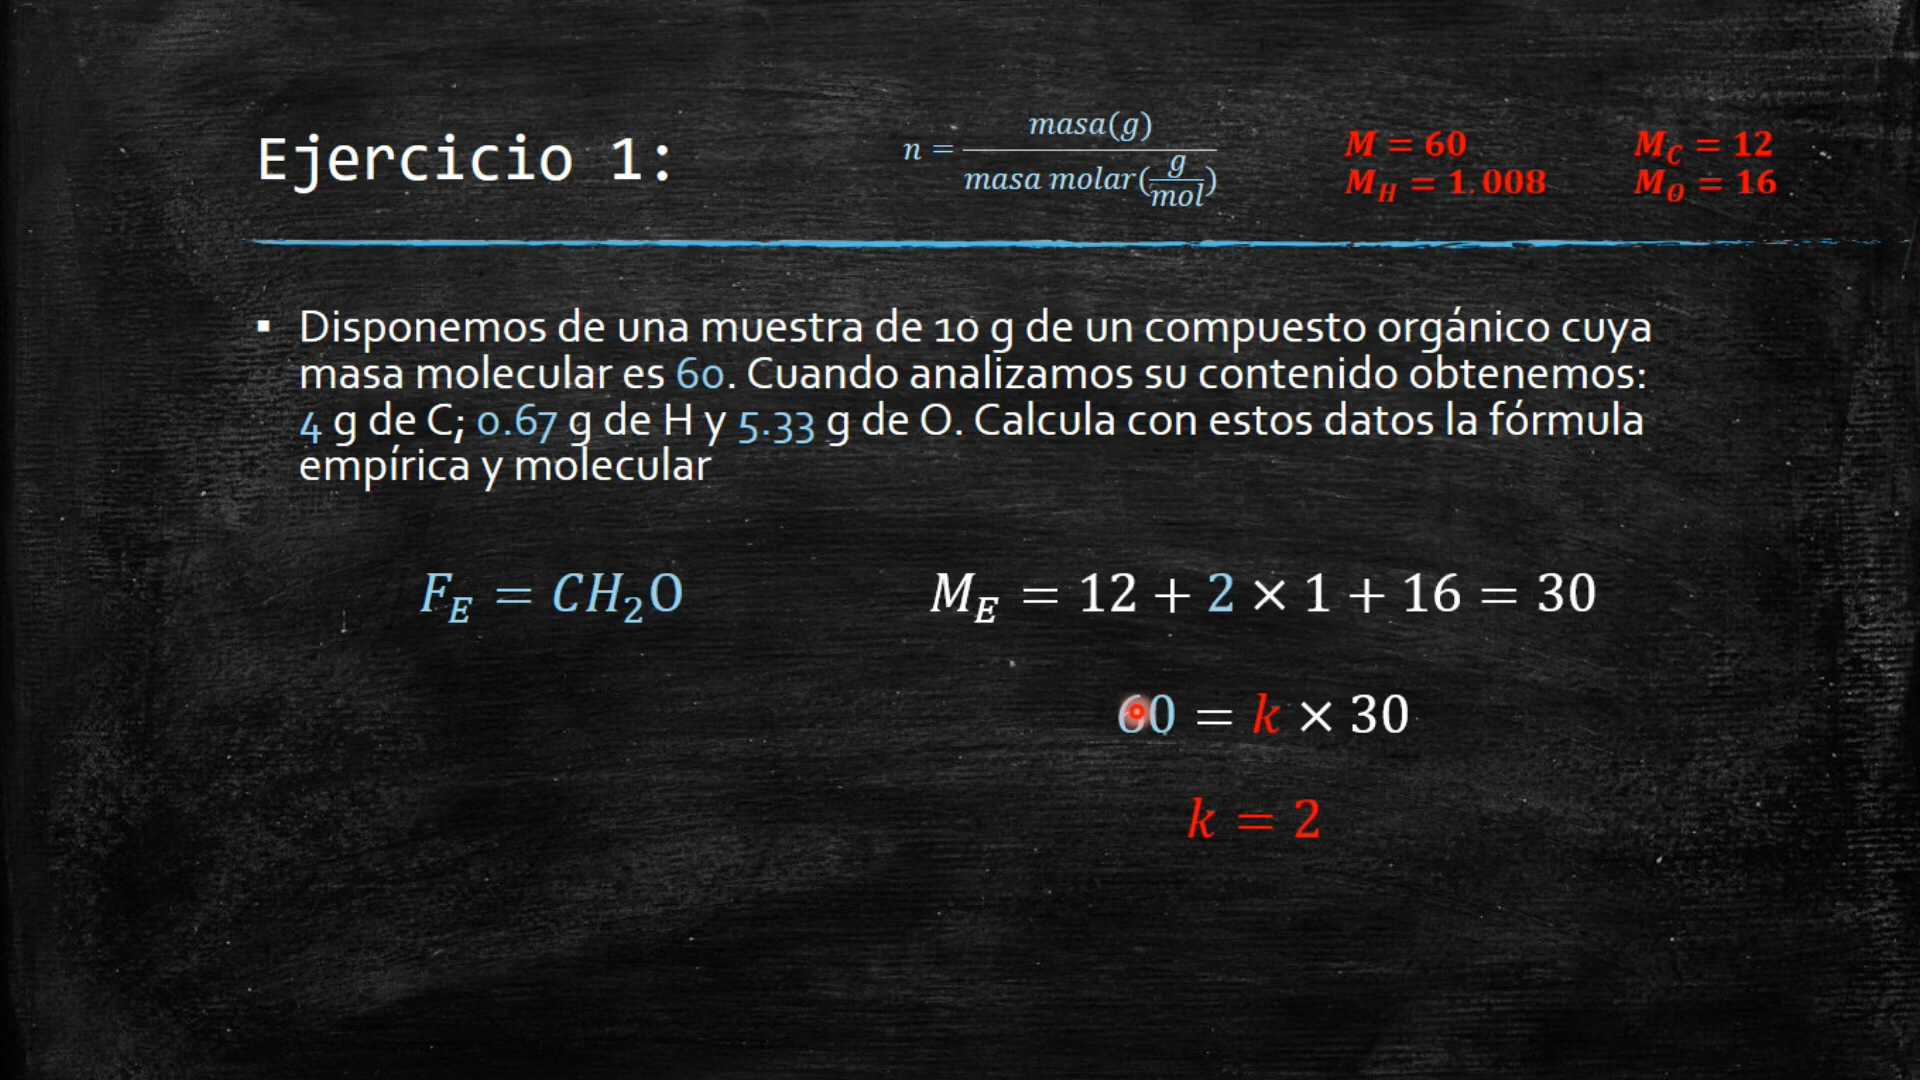 Ejercicio 1:
n = masa(g) / masa molar(g/mol)
M = 60
M_C = 12
M_H = 1.008
M_O = 16
▪ Disponemos de una muestra de 10 g de un compuesto orgánico cuya
masa molecular es 60. Cuando analizamos su contenido obtenemos:
4 g de C; 0.67 g de H y 5.33 g de O. Calcula con estos datos la fórmula
empírica y molecular
F_E = CH₂O
M_E = 12 + 2 × 1 + 16 = 30
60 = k × 30
k = 2